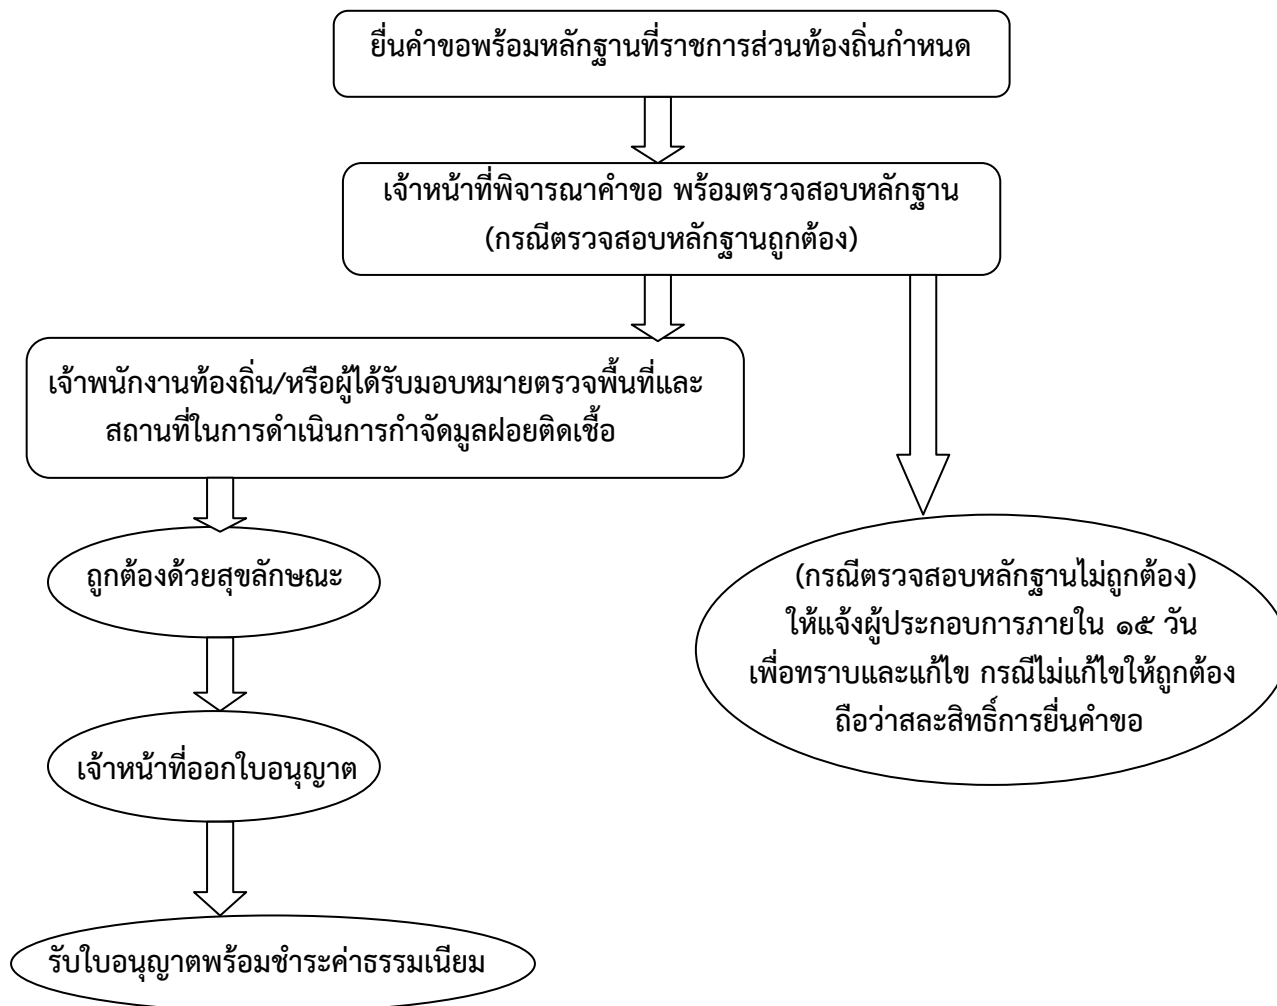 ยื่นคำขอพร้อมหลักฐานที่ราชการส่วนท้องถิ่นกำหนด
เจ้าหน้าที่พิจารณาคำขอ พร้อมตรวจสอบหลักฐาน
(กรณีตรวจสอบหลักฐานถูกต้อง)
เจ้าพนักงานท้องถิ่น/หรือผู้ได้รับมอบหมายตรวจพื้นที่และ
สถานที่ในการดำเนินการกำจัดมูลฝอยติดเชื้อ
ถูกต้องด้วยสุขลักษณะ
(กรณีตรวจสอบหลักฐานไม่ถูกต้อง)
ให้แจ้งผู้ประกอบการภายใน ๑๕ วัน
เพื่อทราบและแก้ไข กรณีไม่แก้ไขให้ถูกต้อง
ถือว่าสละสิทธิ์การยื่นคำขอ
เจ้าหน้าที่ออกใบอนุญาต
รับใบอนุญาตพร้อมชำระค่าธรรมเนียม